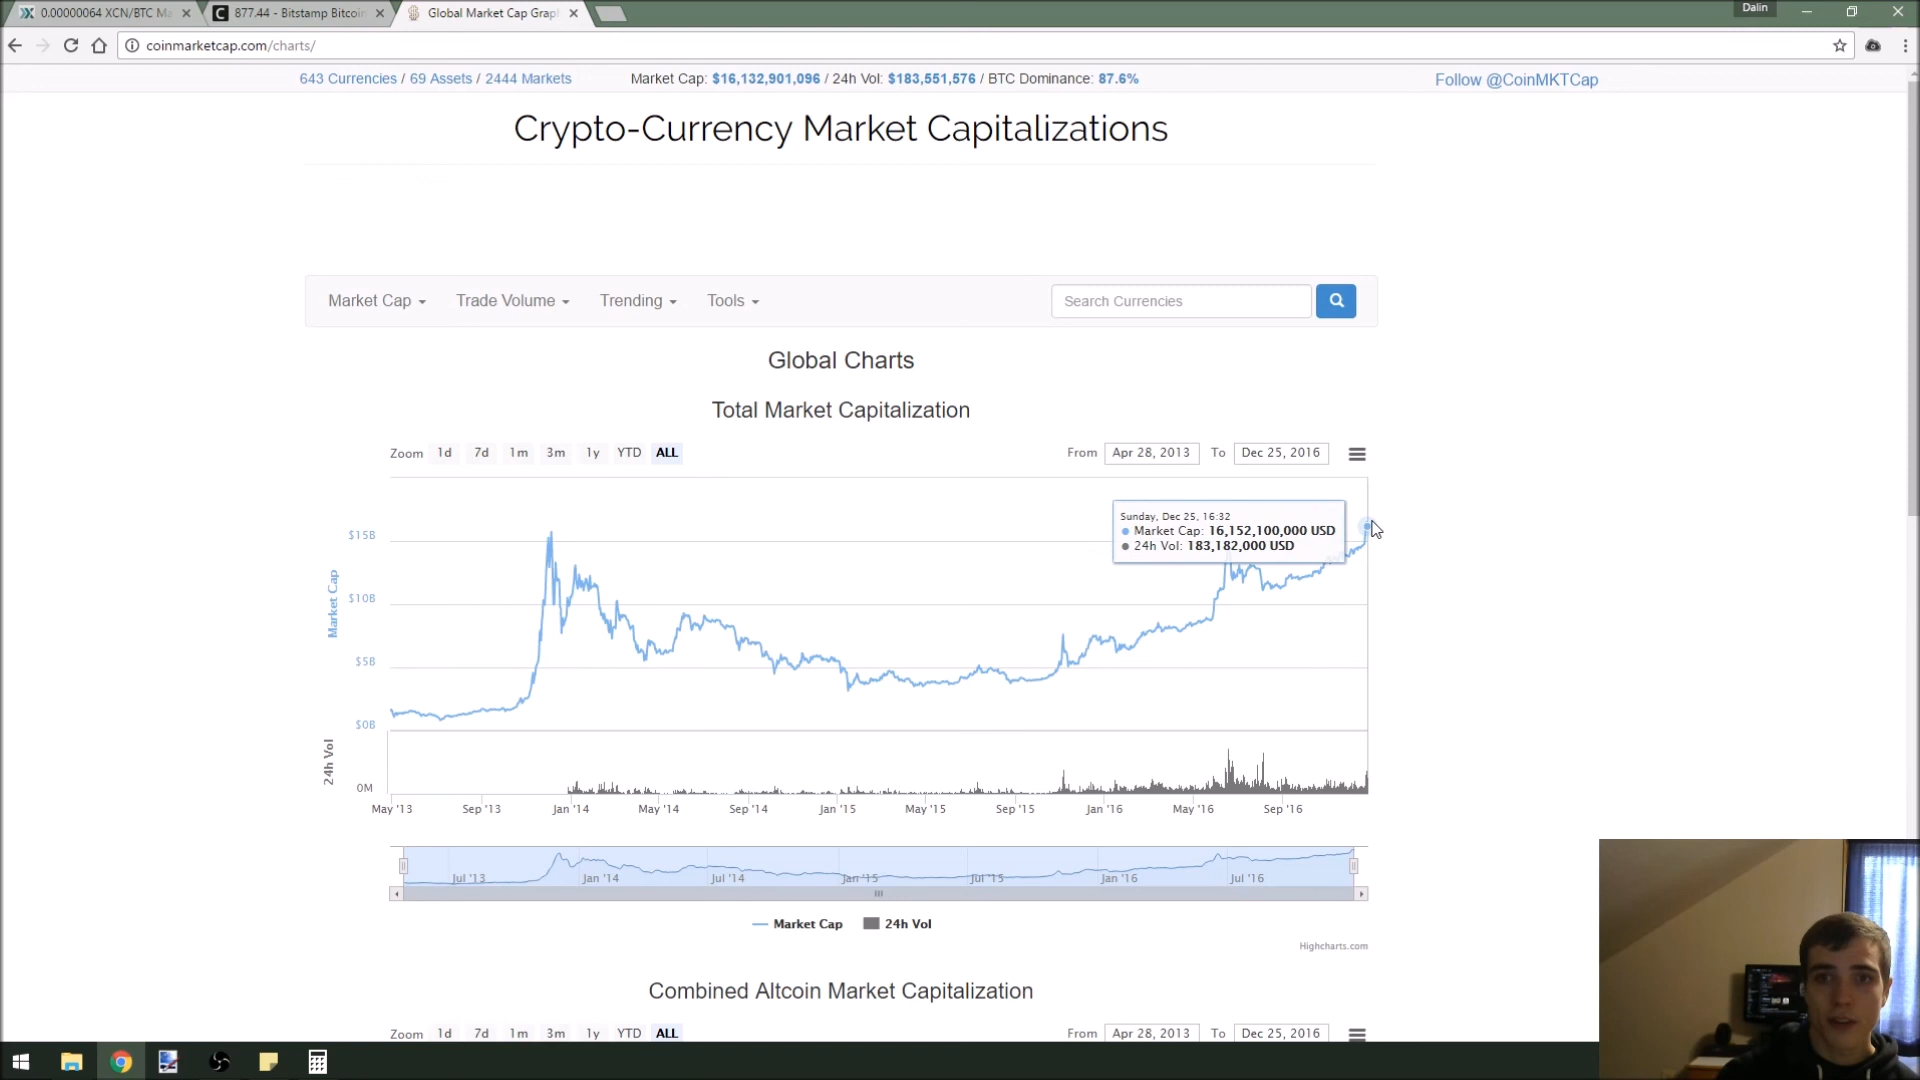 0.00000064 XCN/BTC Ma
877.44 - Bitstamp Bitcoin
Global Market Cap Grap
Dalin
coinmarketcap.com/charts/
643 Currencies / 69 Assets / 2444 Markets
Market Cap: $16,132,901,096 / 24h Vol: $183,551,576 / BTC Dominance: 87.6%
Follow @CoinMKTCap
Crypto-Currency Market Capitalizations
Market Cap
Trade Volume
Trending
Tools
Search Currencies
Global Charts
Total Market Capitalization
Zoom 1d 7d 1m 3m 1y YTD ALL
From Apr 28, 2013 To Dec 25, 2016
Sunday, Dec 25, 16:32
Market Cap: 16,152,100,000 USD
24h Vol: 183,182,000 USD
$15B
$10B
$5B
$0B
Market Cap
24h Vol
0M
May '13 Sep '13 Jan '14 May '14 Sep '14 Jan '15 May '15 Sep '15 Jan '16 May '16 Sep '16
Jul '13 Jan '14 Jul '14 Jan '15 Jul '15 Jan '16 Jul '16
Market Cap 24h Vol
Highcharts.com
Combined Altcoin Market Capitalization
Zoom 1d 7d 1m 3m 1y YTD ALL
From Apr 28, 2013 To Dec 25, 2016